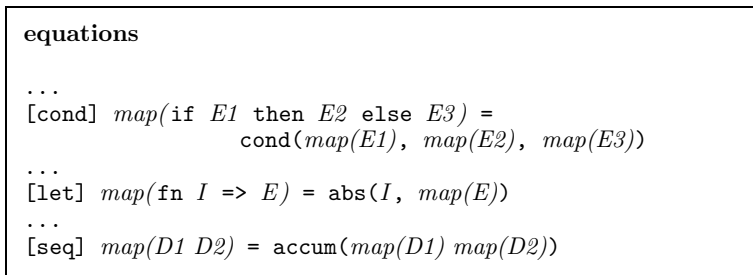 equations
...
[cond] map(if E1 then E2 else E3) =
cond(map(E1), map(E2), map(E3))
...
[let] map(fn I => E) = abs(I, map(E))
...
[seq] map(D1 D2) = accum(map(D1) map(D2))